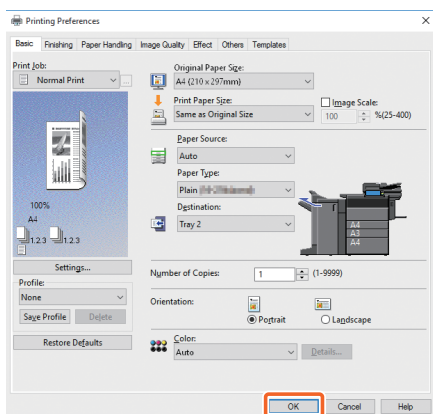 Printing Preferences
Basic Finishing Paper Handling Image Quality Effect Others Templates
Print Job:
Normal Print
...
100%
A4
1.2.3 1.2.3
Settings...
Profile:
None
Save Profile Delete
Restore Defaults
Original Paper Size:
A4 (210 x 297mm)
Print Paper Size:
Same as Original Size
Image Scale:
100 %(25-400)
Paper Source:
Auto
Paper Type:
Plain
Destination:
Tray 2
A4
A3
A4
Number of Copies: 1 (1-9999)
Orientation:
Portrait Landscape
Color:
Auto Details...
OK Cancel Help